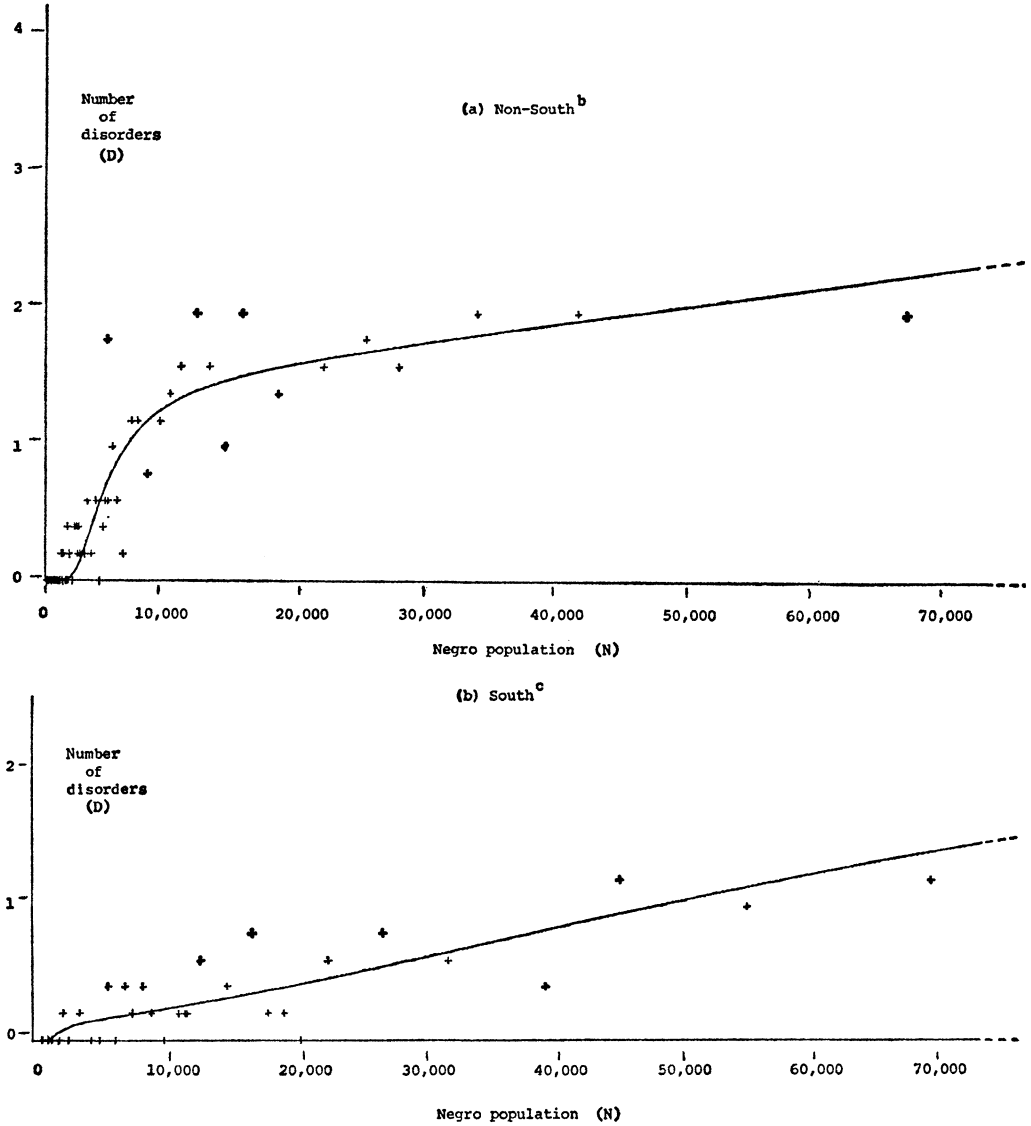 4
Number
of
disorders
(D)
(a) Non-South b
3
2
1
0
0 10,000 20,000 30,000 40,000 50,000 60,000 70,000
Negro population (N)
(b) South c
Number
of
disorders
(D)
2
1
0
0 10,000 20,000 30,000 40,000 50,000 60,000 70,000
Negro population (N)